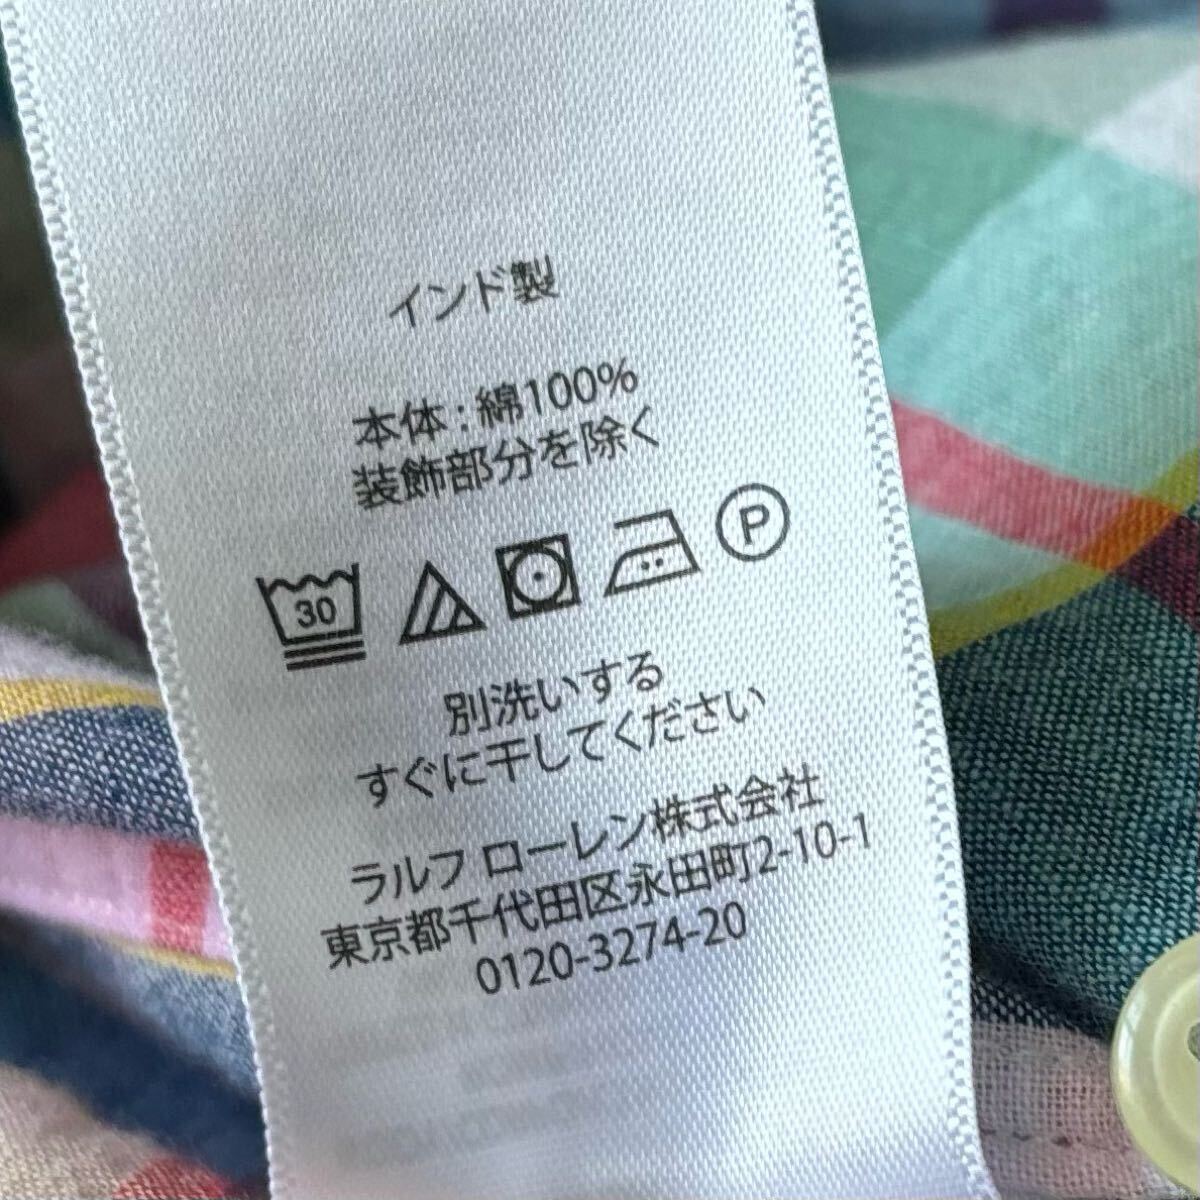 インド製
本体 : 綿100%
装飾部分を除く
30 P
別洗いする
すぐに干してください
ラルフ ローレン株式会社
東京都千代田区永田町2-10-1
0120-3274-20